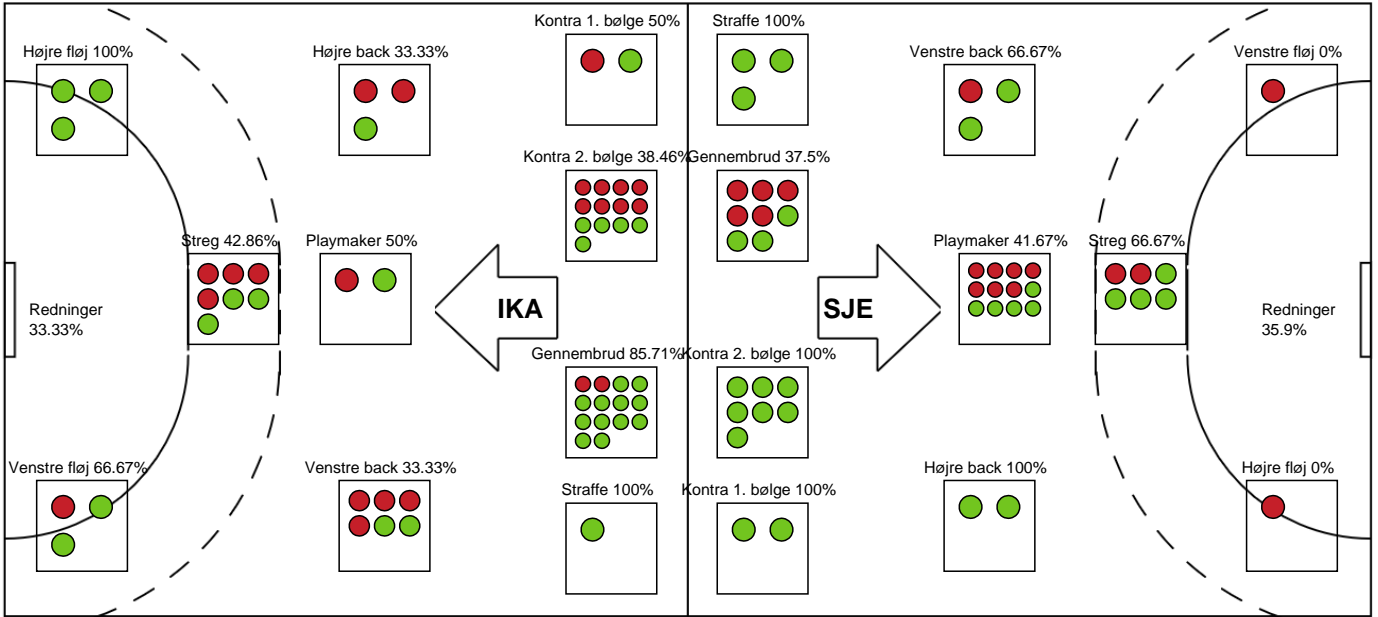 Kontra 1. bølge 50%
Straffe 100%
Højre fløj 100%
Højre back 33.33%
Venstre back 66.67%
Venstre fløj 0%
Kontra 2. bølge 38.46%
Gennembrud 37.5%
Streg 42.86%
Playmaker 50%
Playmaker 41.67%
Streg 66.67%
Redninger
33.33%
IKA
SJE
Redninger
35.9%
Gennembrud 85.71%
Kontra 2. bølge 100%
Venstre fløj 66.67%
Venstre back 33.33%
Højre back 100%
Højre fløj 0%
Straffe 100%
Kontra 1. bølge 100%